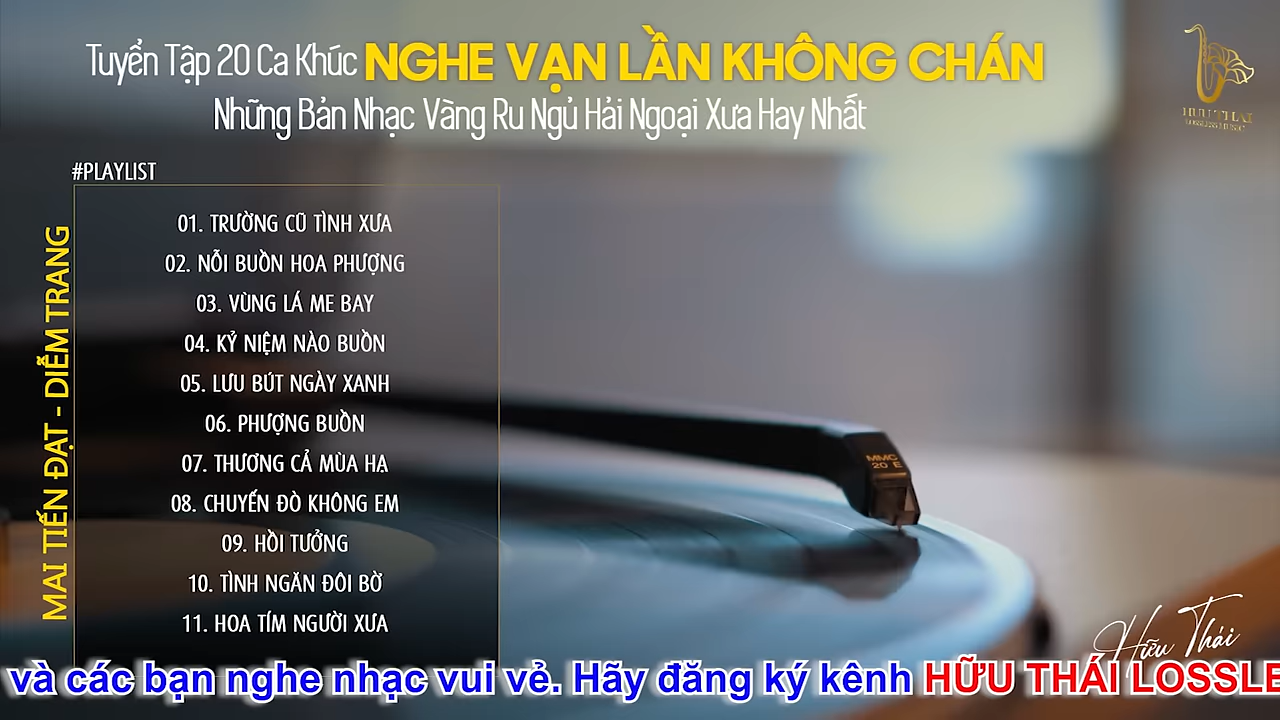 Tuyển Tập 20 Ca Khúc NGHE VẠN LẦN KHÔNG CHÁN
Những Bản Nhạc Vàng Ru Ngủ Hải Ngoại Xưa Hay Nhất
HỮU THÁI
LOSSLESS MUSIC
#PLAYLIST
MAI TIẾN ĐẠT - DIỄM TRANG
01. TRƯỜNG CŨ TÌNH XƯA
02. NỖI BUỒN HOA PHƯỢNG
03. VÙNG LÁ ME BAY
04. KỶ NIỆM NÀO BUỒN
05. LƯU BÚT NGÀY XANH
06. PHƯỢNG BUỒN
07. THƯƠNG CẢ MÙA HẠ
08. CHUYẾN ĐÒ KHÔNG EM
09. HỒI TƯỞNG
10. TÌNH NGĂN ĐÔI BỜ
11. HOA TÍM NGƯỜI XƯA
MMC
20 E
Hữu Thái
và các bạn nghe nhạc vui vẻ. Hãy đăng ký kênh HỮU THÁI LOSSLE